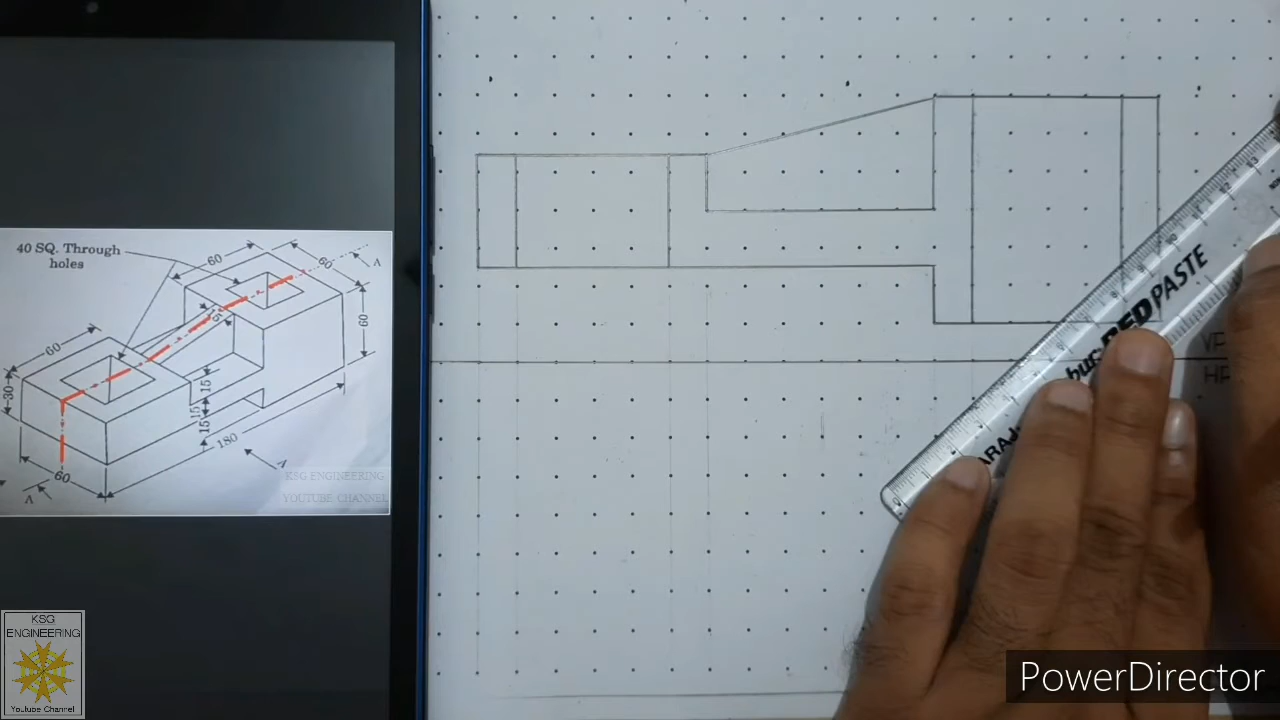 40 SQ. Through
holes
60
60
A
60
15
60
30
15
15
15
180
60
A
A
KSG ENGINEERING
YOUTUBE CHANNEL
VP
HP
PASTE
KSG
ENGINEERING
Youtube Channel
PowerDirector